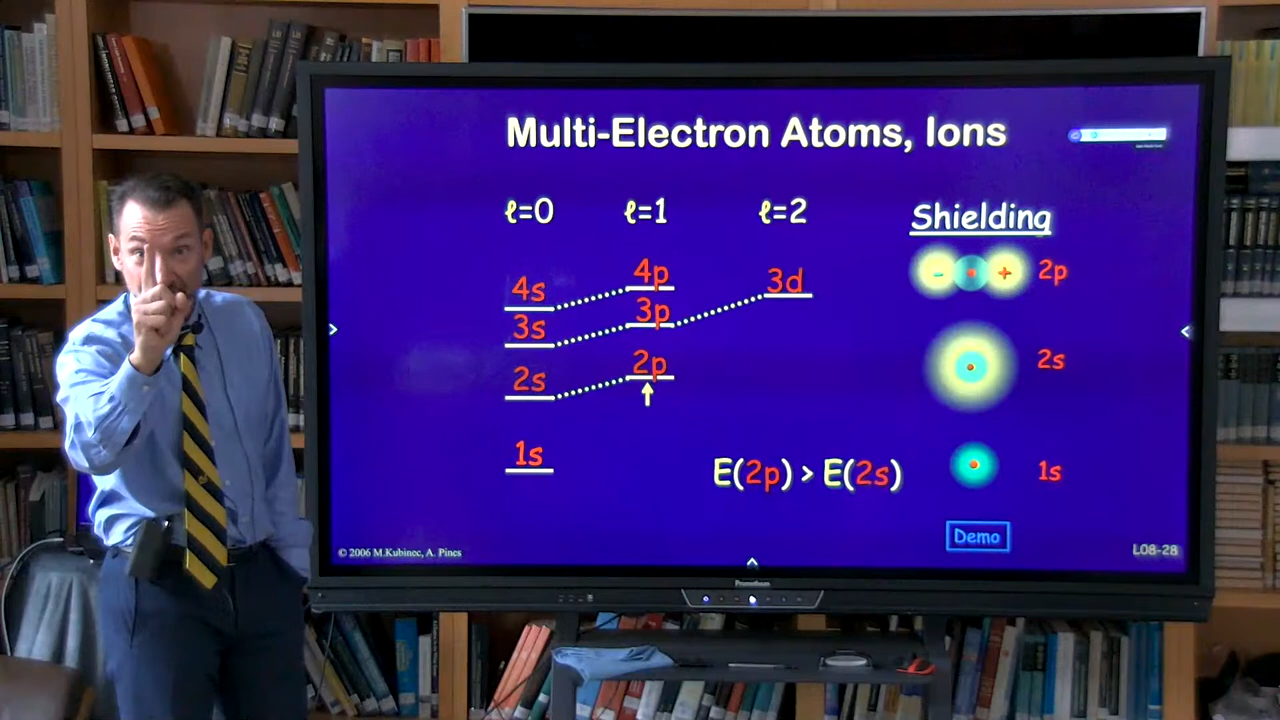 Multi-Electron Atoms, Ions
ℓ=0 ℓ=1 ℓ=2
Shielding
4s 4p 3d
3s 3p
2s 2p
1s
- + 2p
2s
1s
E(2p) > E(2s)
Demo
© 2006 M.Kubinec, A. Pines
L08-28
Promethean